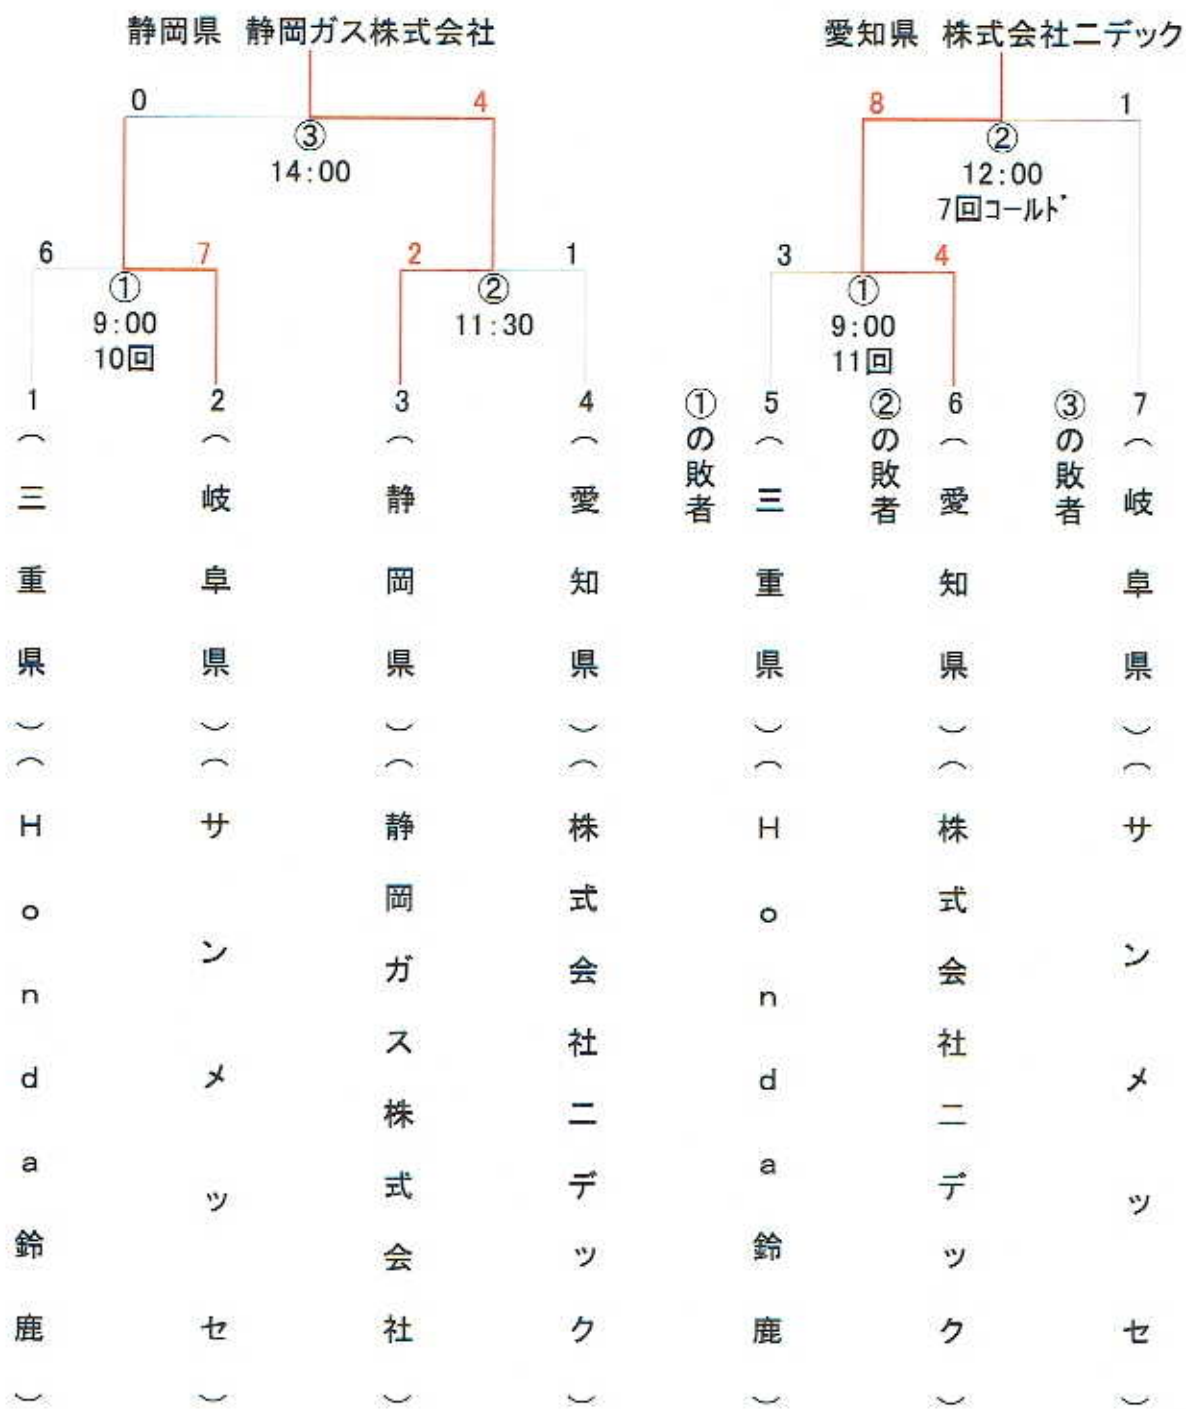 静岡県 静岡ガス株式会社
0 4
③
14:00
6 7
①
9:00
10回
2 1
②
11:30
1
(三重県)(Honda鈴鹿)
2
(岐阜県)(サンメッセ)
3
(静岡県)(静岡ガス株式会社)
4
(愛知県)(株式会社ニデック)
愛知県 株式会社ニデック
8 1
②
12:00
7回コールド
3 4
①
9:00
11回
①の敗者
5
(三重県)(Honda鈴鹿)
②の敗者
6
(愛知県)(株式会社ニデック)
③の敗者
7
(岐阜県)(サンメッセ)